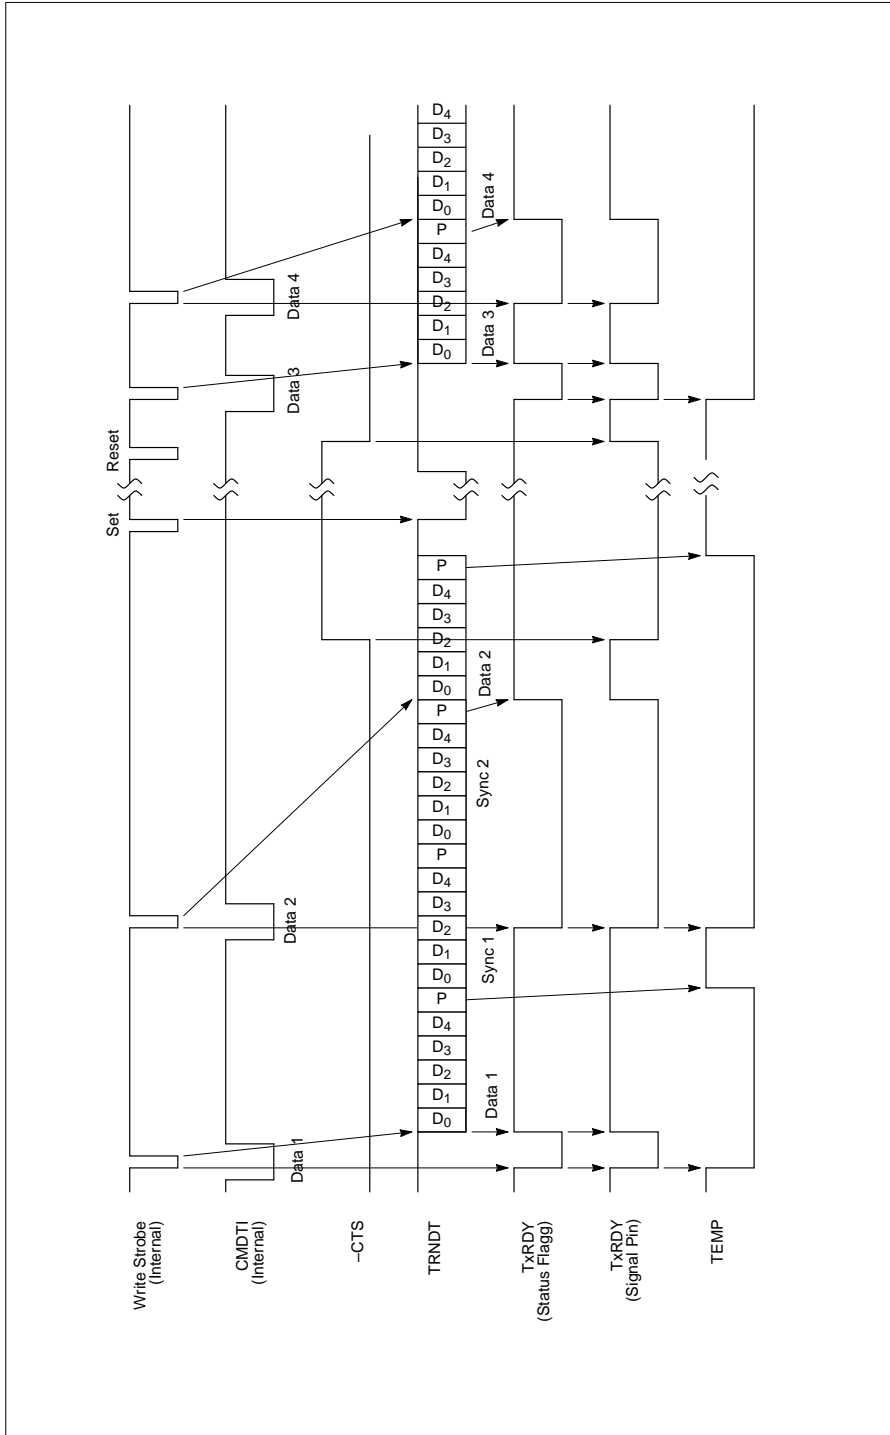 Set
Reset
Write Strobe
(Internal)
CMDTI
(Internal)
Data 1
Data 2
Data 3
Data 4
–CTS
TRNDT
D0 D1 D2 D3 D4 P D0 D1 D2 D3 D4 P D0 D1 D2 D3 D4 P D0 D1 D2 D3 D4 P
D0 D1 D2 D3 D4 P D0 D1 D2 D3 D4
Data 1
Sync 1
Sync 2
Data 2
Data 3
Data 4
TxRDY
(Status Flagg)
TxRDY
(Signal Pin)
TEMP